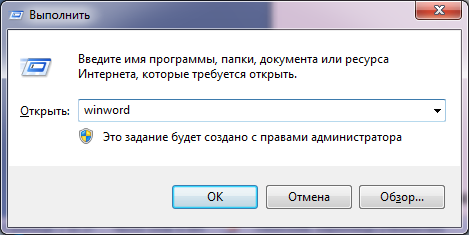 Выполнить
Введите имя программы, папки, документа или ресурса
Интернета, которые требуется открыть.
Открыть: winword
Это задание будет создано с правами администратора
ОК
Отмена
Обзор...